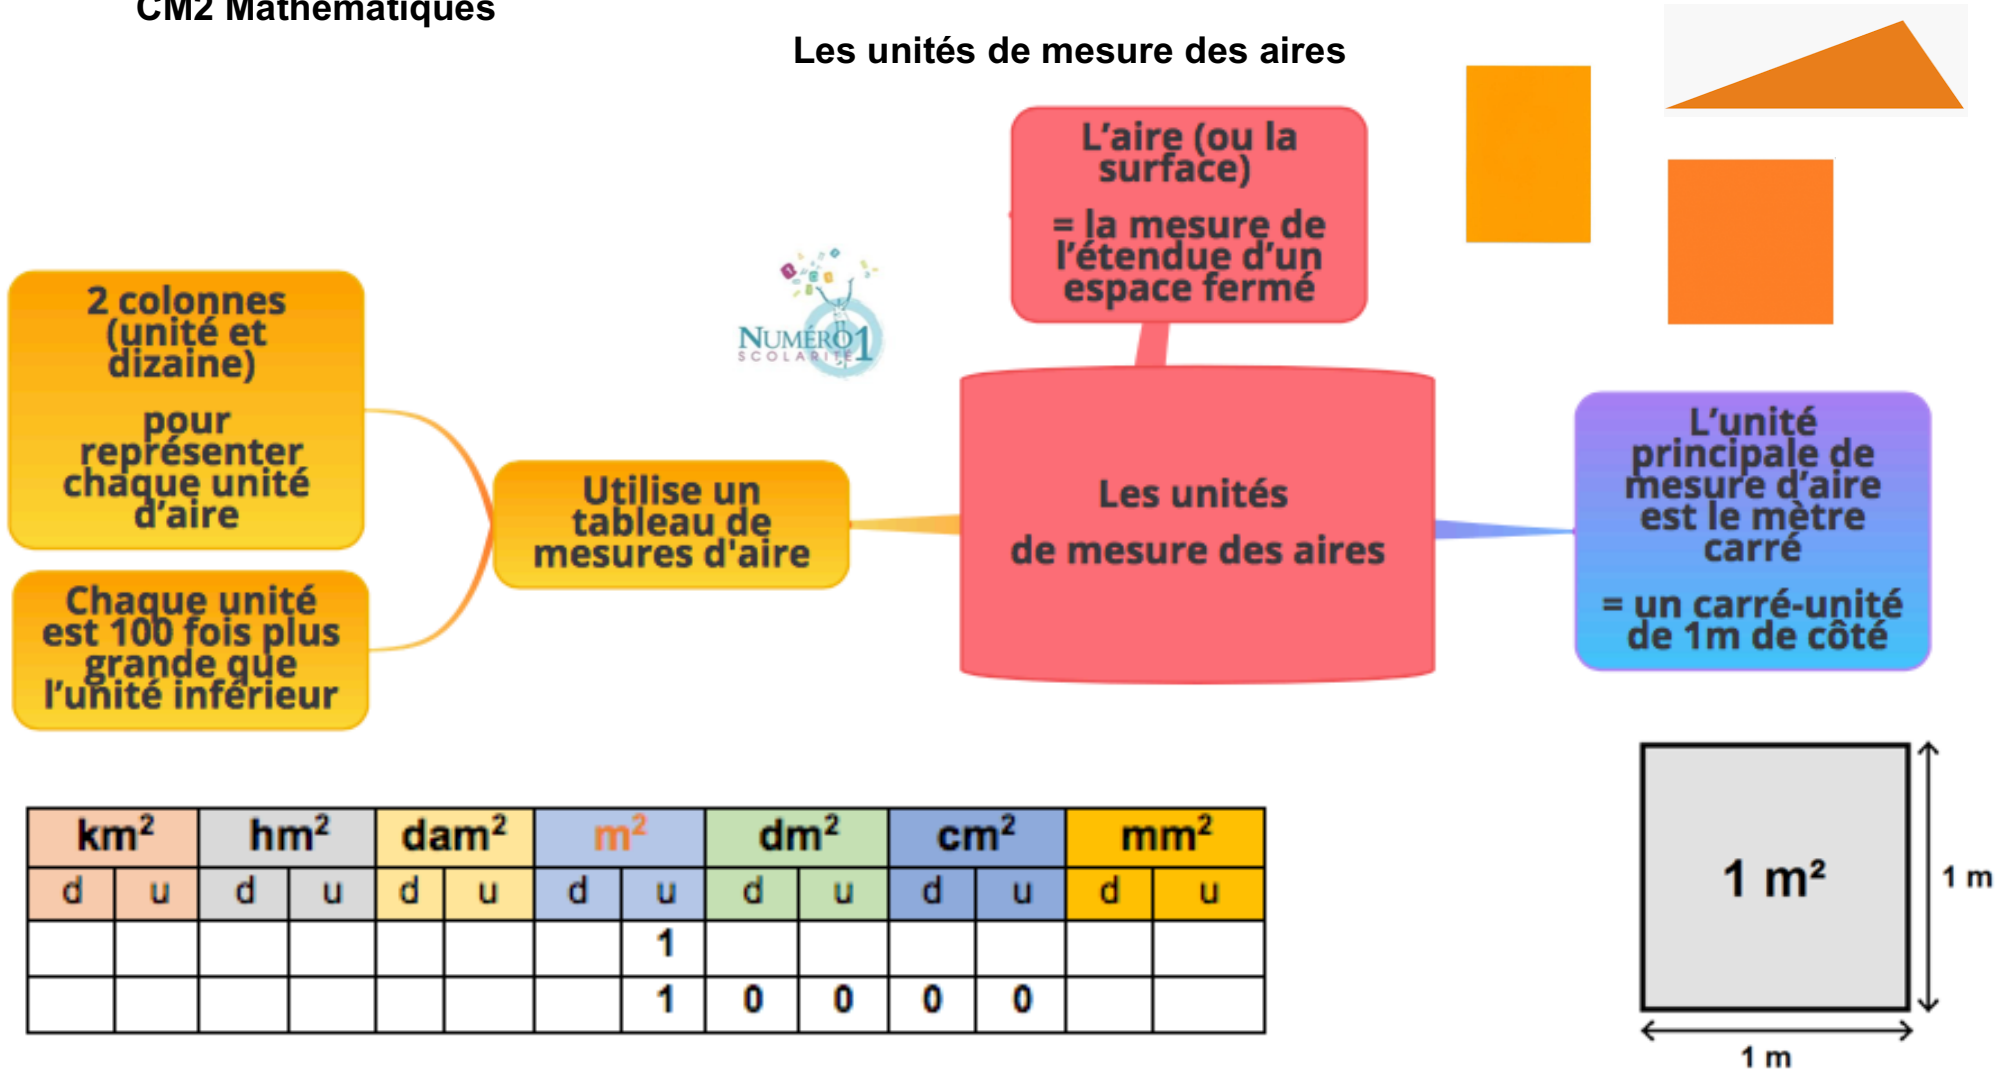 CM2 Mathématiques
Les unités de mesure des aires
L'aire (ou la
surface)
= la mesure de
l'étendue d'un
espace fermé
2 colonnes
(unité et
dizaine)
pour
représenter
chaque unité
d'aire
NUMÉRO1
SCOLARITÉ
Utilise un
tableau de
mesures d'aire
Les unités
de mesure des aires
L'unité
principale de
mesure d'aire
est le mètre
carré
= un carré-unité
de 1m de côté
Chaque unité
est 100 fois plus
grande que
l'unité inférieur
km² hm² dam² m² dm² cm² mm²
d u d u d u d u d u d u d u
1
1 0 0 0 0
1 m²
1 m
1 m